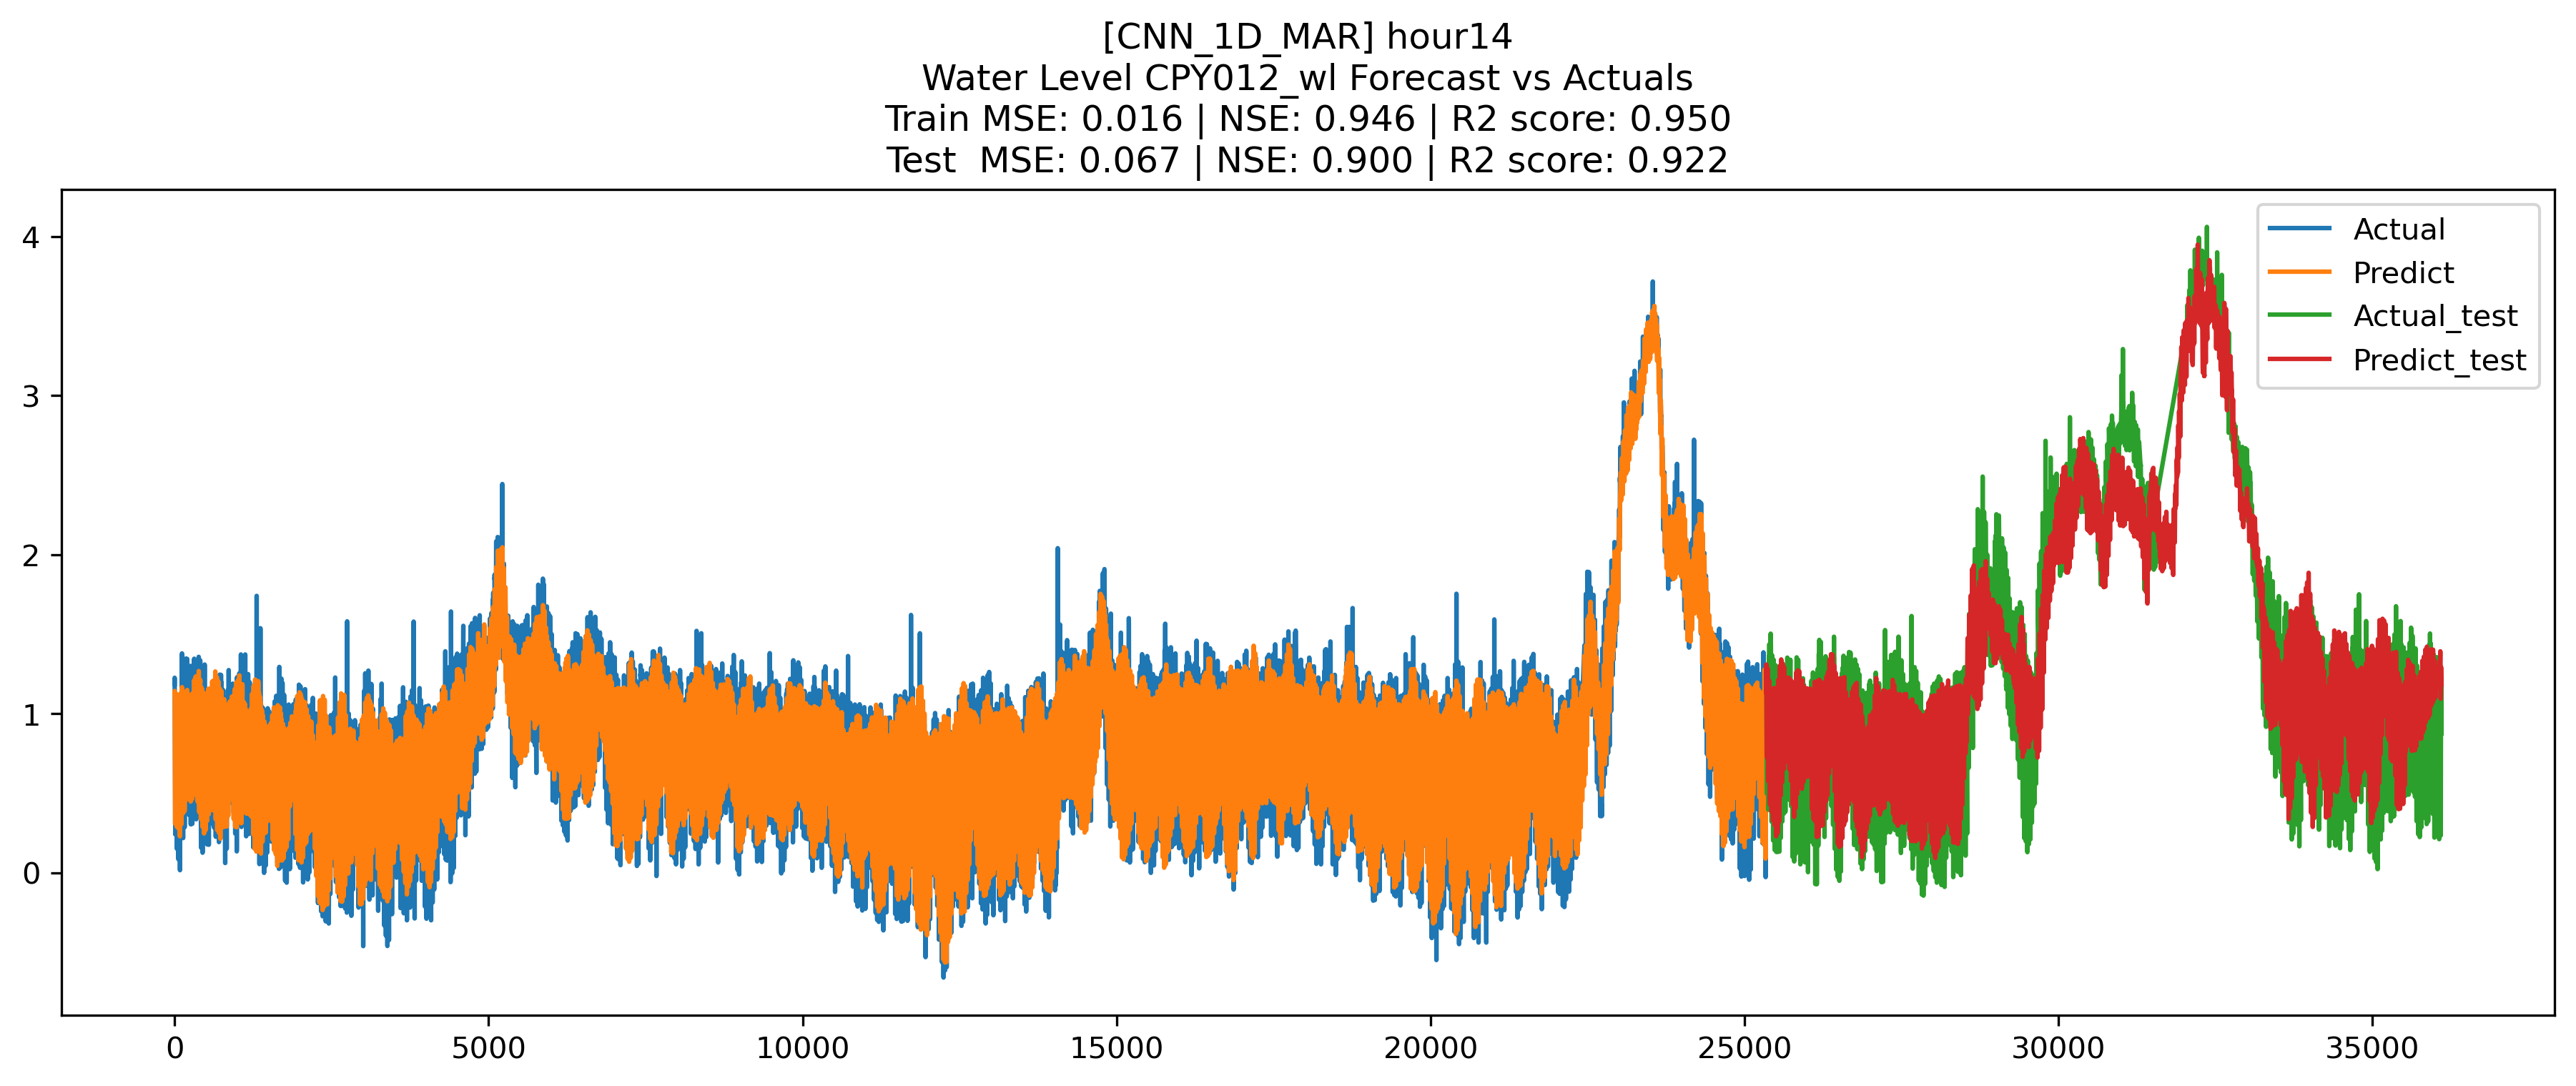 [CNN_1D_MAR] hour14
Water Level CPY012_wl Forecast vs Actuals
Train MSE: 0.016 | NSE: 0.946 | R2 score: 0.950
Test  MSE: 0.067 | NSE: 0.900 | R2 score: 0.922
Actual
Predict
Actual_test
Predict_test
4
3
2
1
0
0 5000 10000 15000 20000 25000 30000 35000